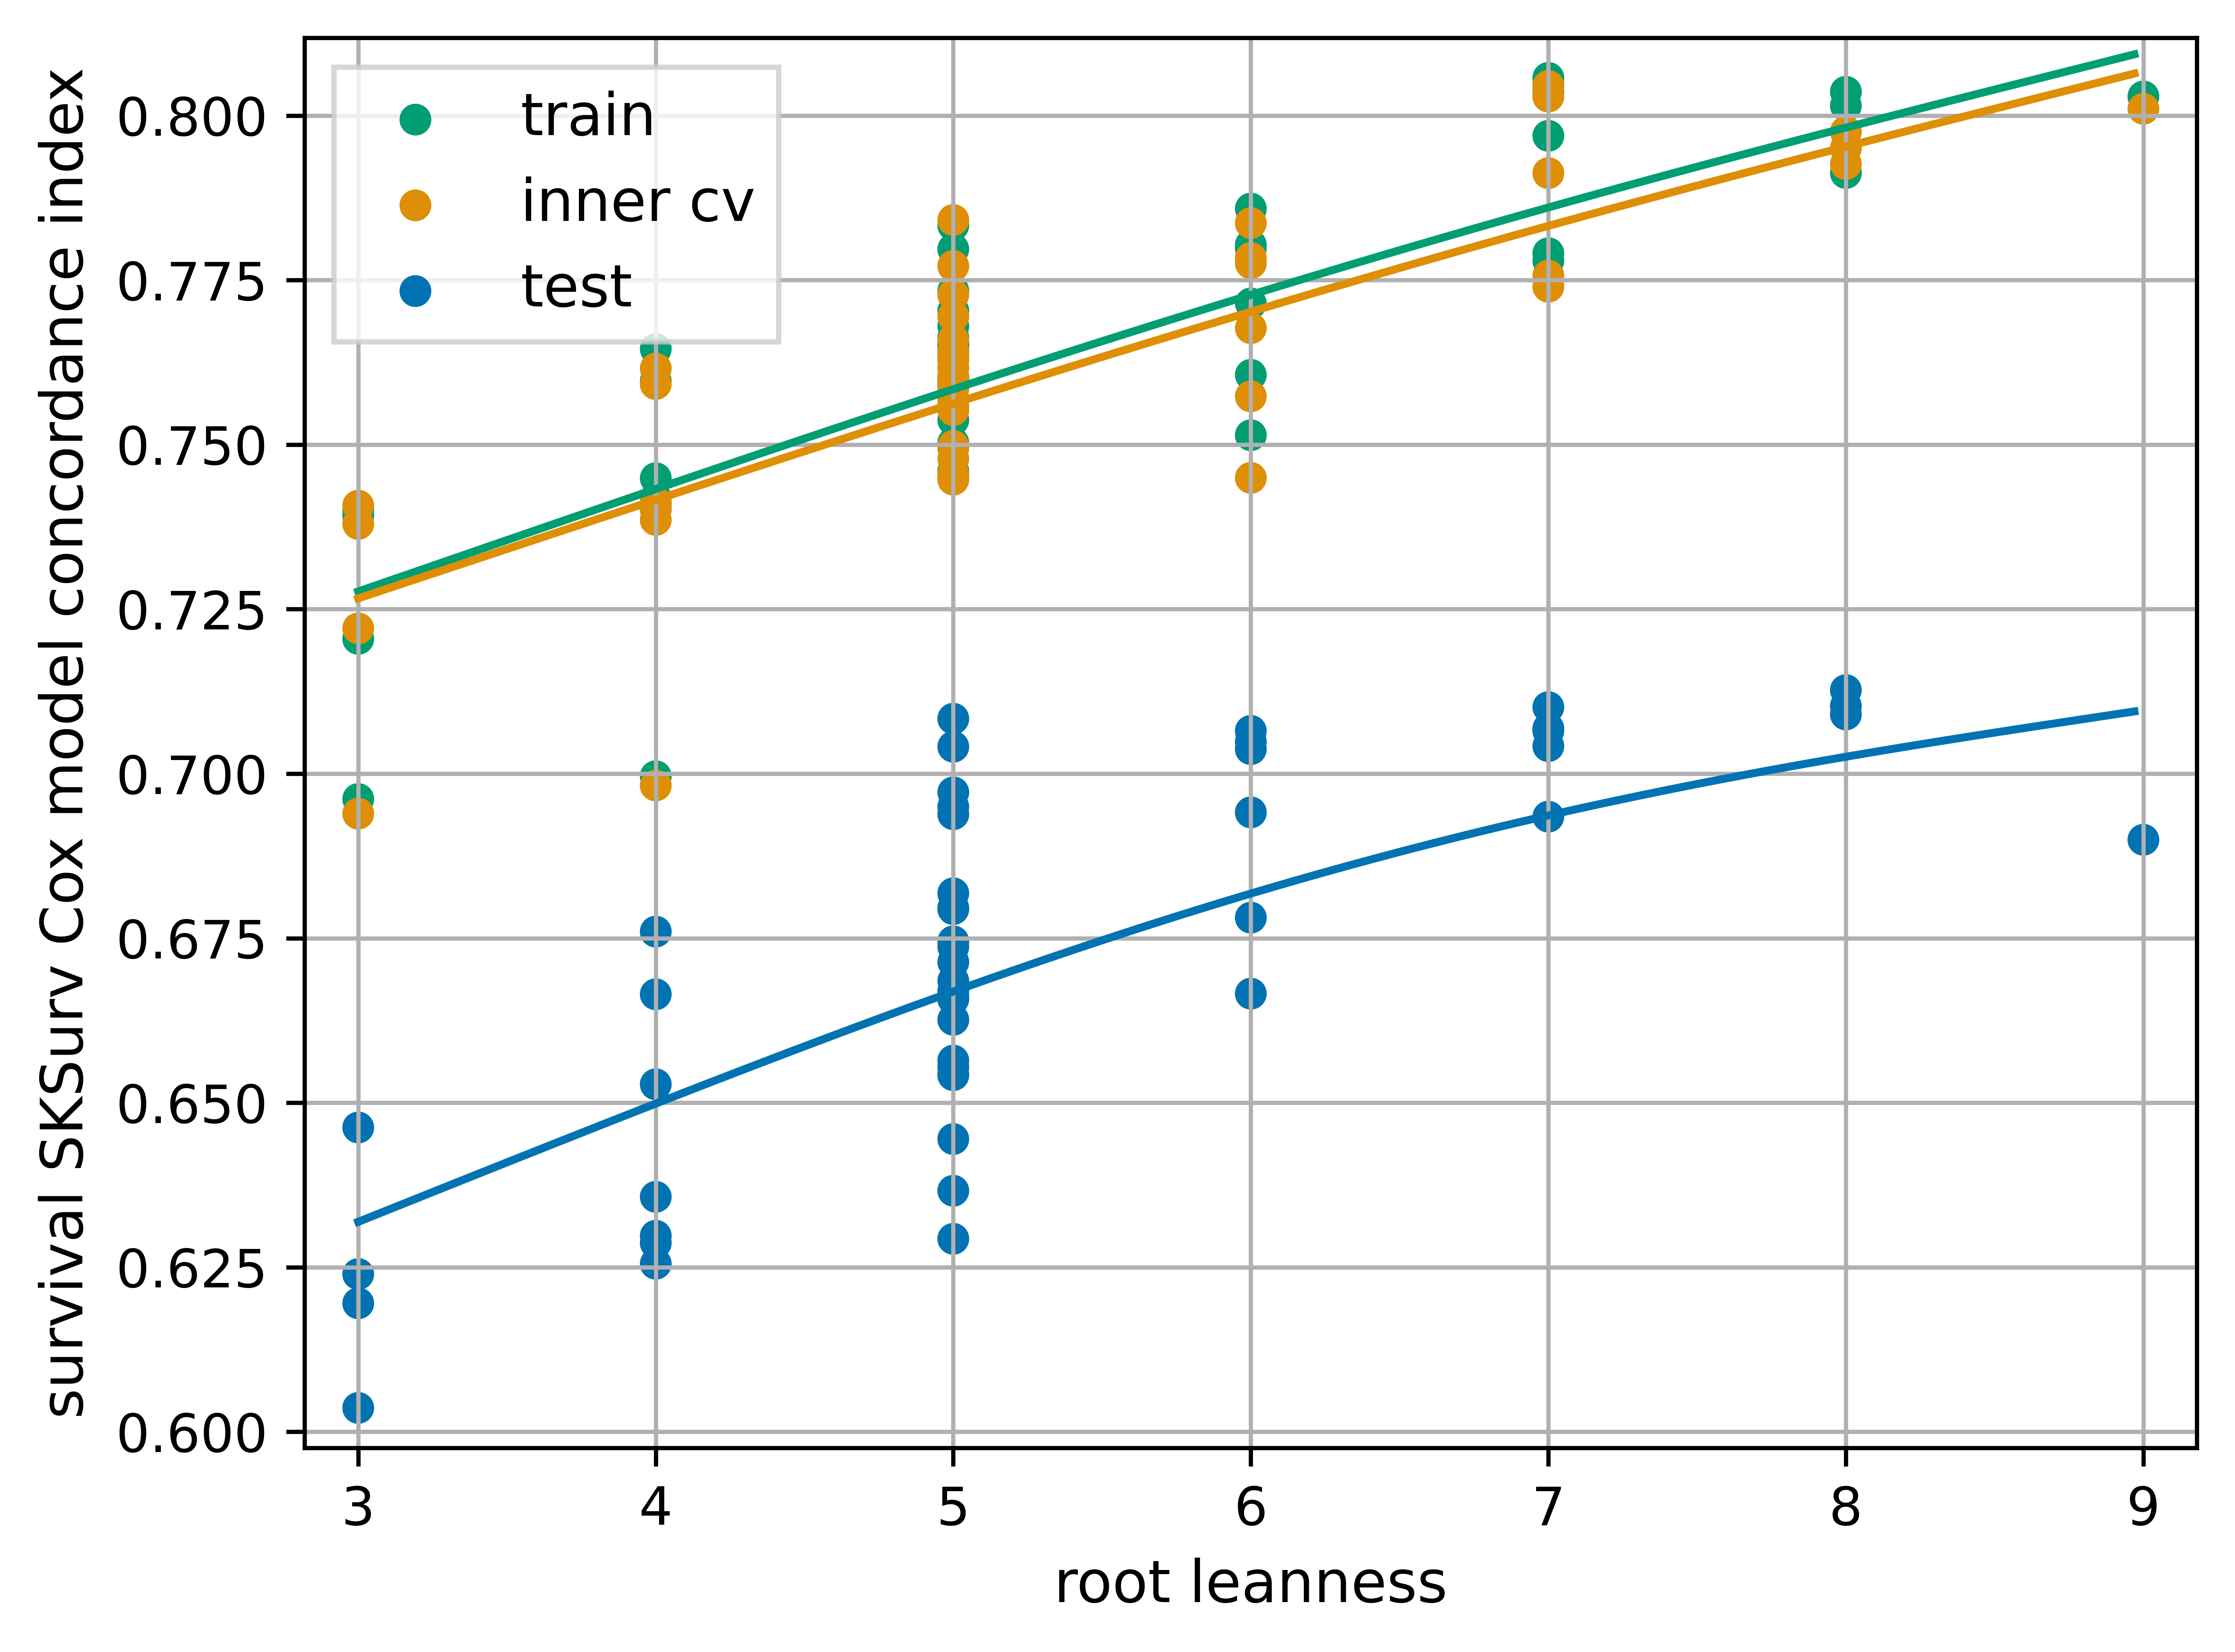 survival SKSurv Cox model concordance index
0.800
0.775
0.750
0.725
0.700
0.675
0.650
0.625
0.600
train
inner cv
test
3 4 5 6 7 8 9
root leanness